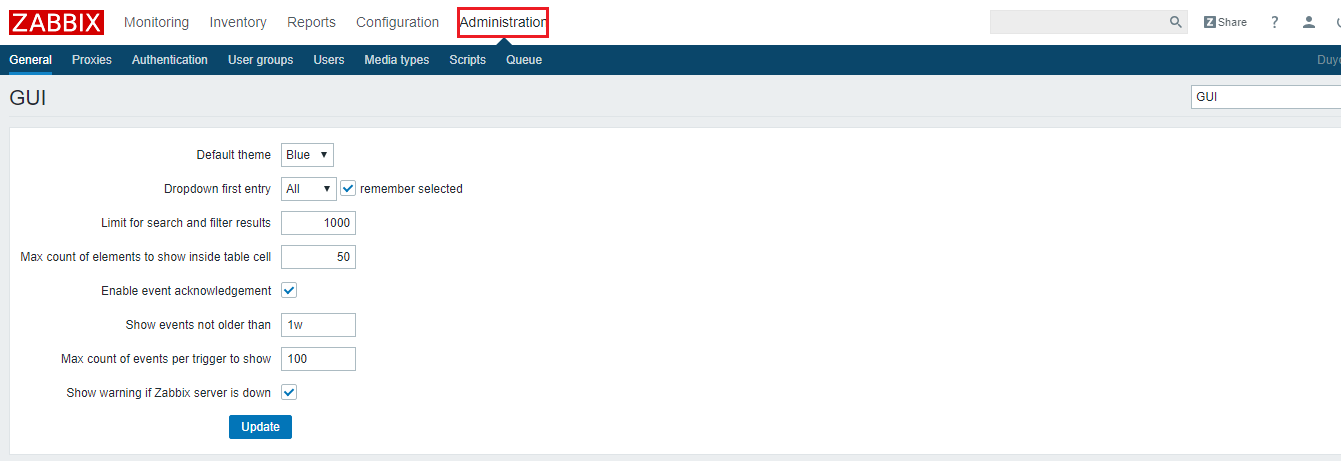 ZABBIX Monitoring Inventory Reports Configuration Administration Z Share ?
General Proxies Authentication User groups Users Media types Scripts Queue
GUI GUI
Default theme Blue
Dropdown first entry All remember selected
Limit for search and filter results 1000
Max count of elements to show inside table cell 50
Enable event acknowledgement
Show events not older than 1w
Max count of events per trigger to show 100
Show warning if Zabbix server is down
Update